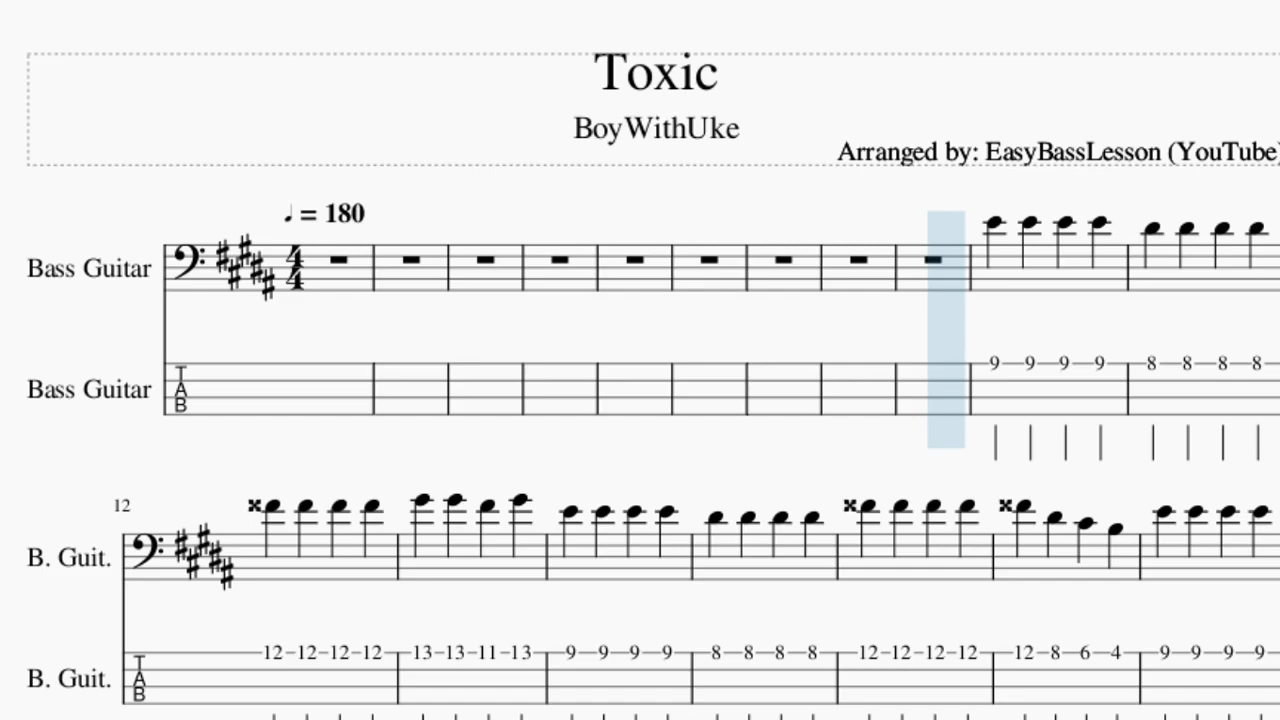 Toxic
BoyWithUke
Arranged by: EasyBassLesson (YouTube)
♩ = 180
Bass Guitar
4
4
Bass Guitar
T
A
B
9 9 9 9 8 8 8 8
12
B. Guit.
B. Guit.
T
A
B
12 12 12 12 13 13 11 13 9 9 9 9 8 8 8 8 12 12 12 12 12 8 6 4 9 9 9 9